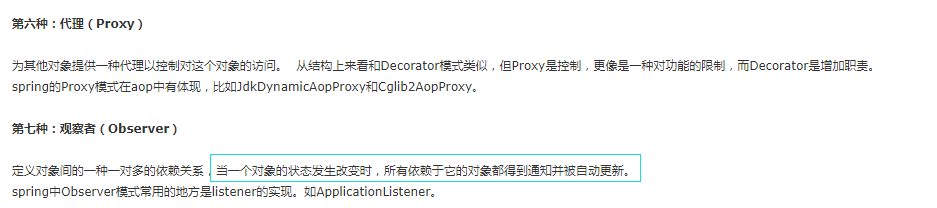 第六种：代理（Proxy）
为其他对象提供一种代理以控制对这个对象的访问。  从结构上来看和Decorator模式类似，但Proxy是控制，更像是一种对功能的限制，而Decorator是增加职责。
spring的Proxy模式在aop中有体现，比如JdkDynamicAopProxy和Cglib2AopProxy。
第七种：观察者（Observer）
定义对象间的一种一对多的依赖关系，当一个对象的状态发生改变时，所有依赖于它的对象都得到通知并被自动更新。
spring中Observer模式常用的地方是listener的实现。如ApplicationListener。